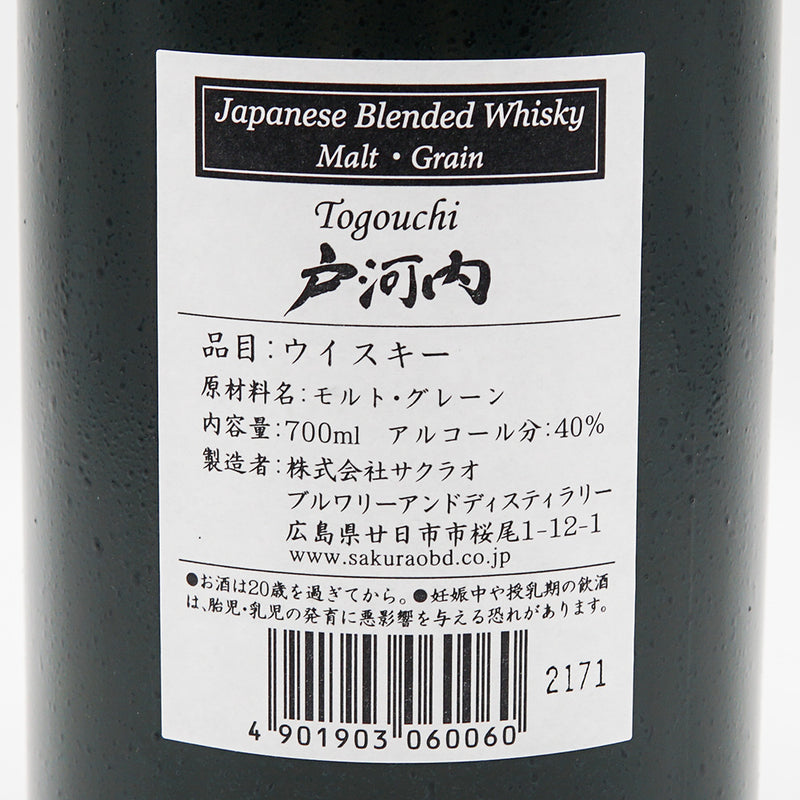 Japanese Blended Whisky
Malt・Grain
Togouchi
戸河内
品目:ウイスキー
原材料名:モルト・グレーン
内容量:700ml アルコール分:40%
製造者:株式会社サクラオ
ブルワリーアンドディスティラリー
広島県廿日市市桜尾1-12-1
www.sakuraobd.co.jp
●お酒は20歳を過ぎてから。●妊娠中や授乳期の飲酒
は、胎児・乳児の発育に悪影響を与える恐れがあります。
2171
4 901903 060060